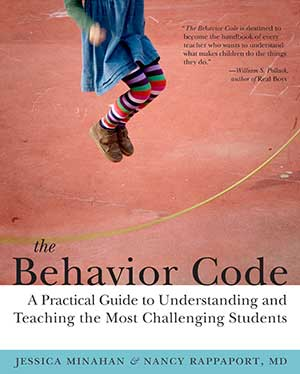 "The Behavior Code is destined to
become the handbook of every
teacher who wants to understand
what makes children do the things
they do."
—William S. Pollack,
author of Real Boys
the
Behavior Code
A Practical Guide to Understanding and
Teaching the Most Challenging Students
JESSICA MINAHAN & NANCY RAPPAPORT, MD